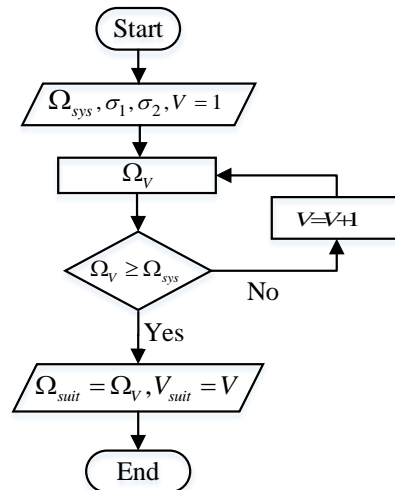 Start
Ω_sys, σ_1, σ_2, V = 1
Ω_V
V=V+1
Ω_V ≥ Ω_sys
No
Yes
Ω_suit = Ω_V, V_suit = V
End